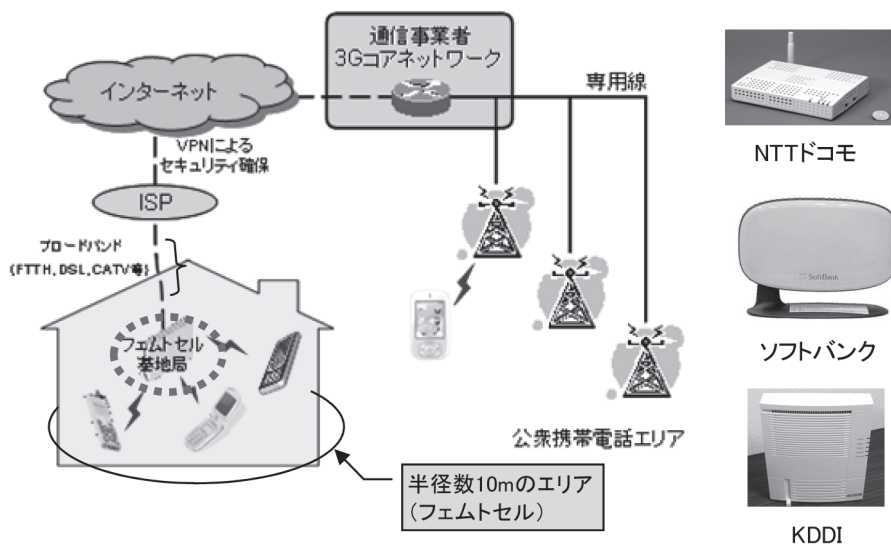 通信事業者
3Gコアネットワーク
インターネット
専用線
VPNによる
セキュリティ確保
ISP
ブロードバンド
(FTTH,DSL,CATV等)
フェムトセル
基地局
公衆携帯電話エリア
半径数10mのエリア
(フェムトセル)
NTTドコモ
SoftBank
ソフトバンク
KDDI